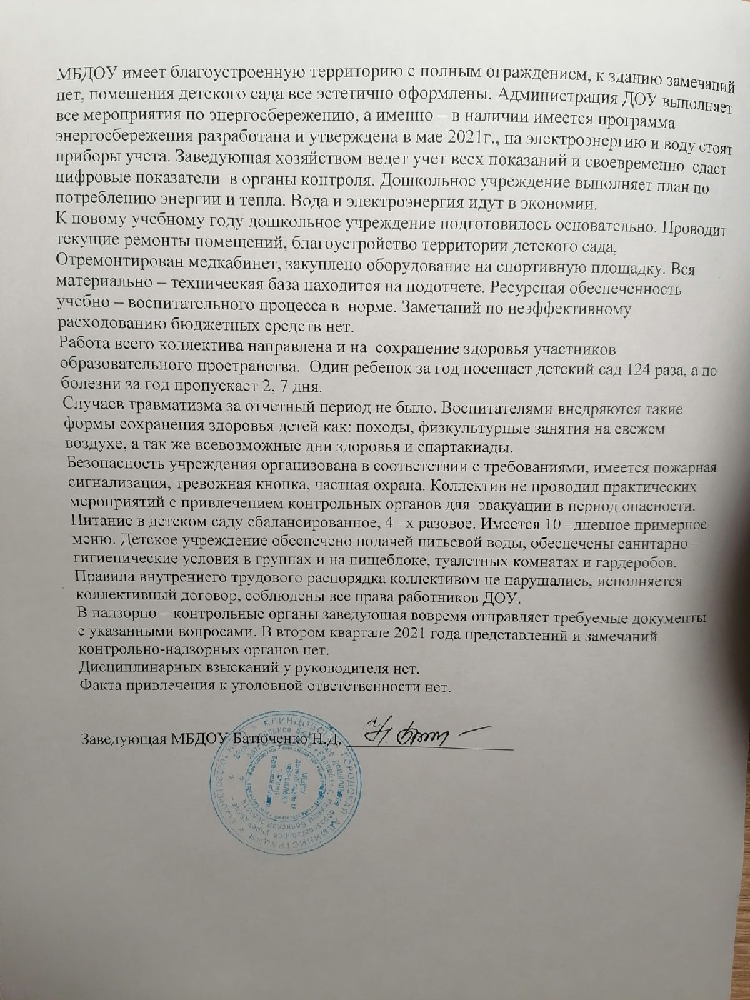 МБДОУ имеет благоустроенную территорию с полным ограждением, к зданию замечаний
нет, помещения детского сада все эстетично оформлены. Администрация ДОУ выполняет
все мероприятия по энергосбережению, а именно – в наличии имеется программа
энергосбережения разработана и утверждена в мае 2021г., на электроэнергию и воду стоят
приборы учета. Заведующая хозяйством ведет учет всех показаний и своевременно сдает
цифровые показатели в органы контроля. Дошкольное учреждение выполняет план по
потреблению энергии и тепла. Вода и электроэнергия идут в экономии.
К новому учебному году дошкольное учреждение подготовилось основательно. Проводит
текущие ремонты помещений, благоустройство территории детского сада,
Отремонтирован медкабинет, закуплено оборудование на спортивную площадку. Вся
материально – техническая база находится на подотчете. Ресурсная обеспеченность
учебно – воспитательного процесса в норме. Замечаний по неэффективному
расходованию бюджетных средств нет.
Работа всего коллектива направлена и на сохранение здоровья участников
образовательного пространства. Один ребенок за год посещает детский сад 124 раза, а по
болезни за год пропускает 2, 7 дня.
Случаев травматизма за отчетный период не было. Воспитателями внедряются такие
формы сохранения здоровья детей как: походы, физкультурные занятия на свежем
воздухе, а так же всевозможные дни здоровья и спартакиады.
Безопасность учреждения организована в соответствии с требованиями, имеется пожарная
сигнализация, тревожная кнопка, частная охрана. Коллектив не проводил практических
мероприятий с привлечением контрольных органов для эвакуации в период опасности.
Питание в детском саду сбалансированное, 4 –х разовое. Имеется 10 –дневное примерное
меню. Детское учреждение обеспечено подачей питьевой воды, обеспечены санитарно –
гигиенические условия в группах и на пищеблоке, туалетных комнатах и гардеробов.
Правила внутреннего трудового распорядка коллективом не нарушались, исполняется
коллективный договор, соблюдены все права работников ДОУ.
В надзорно – контрольные органы заведующая вовремя отправляет требуемые документы
с указанными вопросами. В втором квартале 2021 года представлений и замечаний
контрольно-надзорных органов нет.
Дисциплинарных взысканий у руководителя нет.
Факта привлечения к уголовной ответственности нет.
Заведующая МБДОУ Батюченко Н.Д.
КЛИНЦОВСКАЯ ГОРОДСКАЯ АДМИНИСТРАЦИЯ
МБДОУ –
детский сад № 18
«Василёк»
г. Клинцы
Брянской области